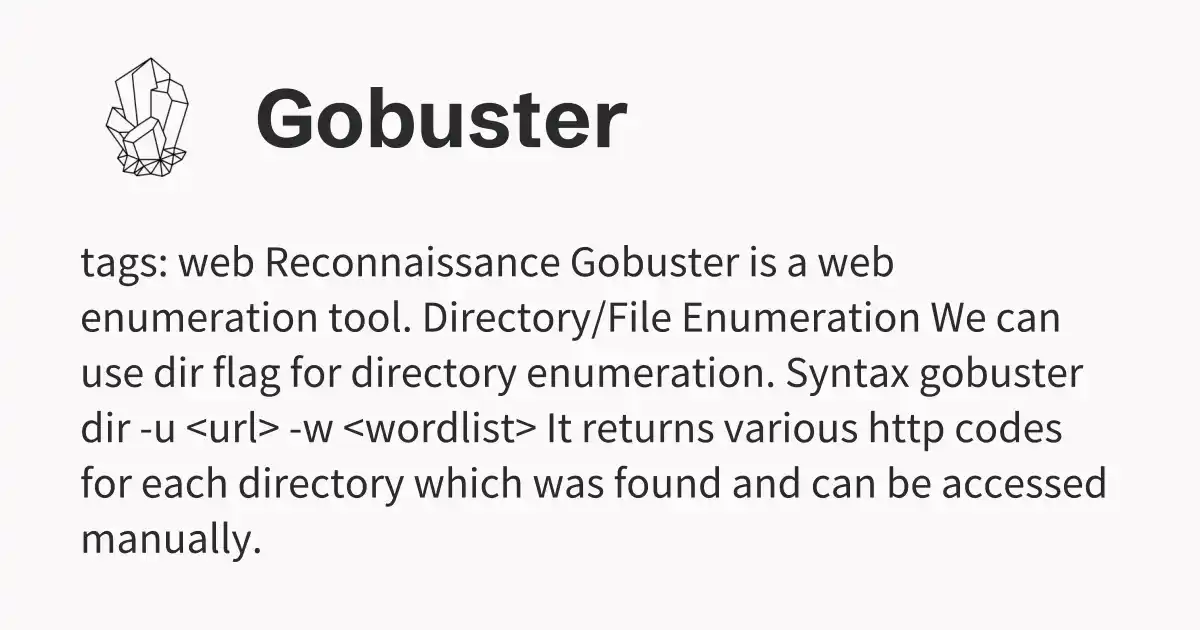 Gobuster
tags: web Reconnaissance Gobuster is a web
enumeration tool. Directory/File Enumeration We can
use dir flag for directory enumeration. Syntax gobuster
dir -u <url> -w <wordlist> It returns various http codes
for each directory which was found and can be accessed
manually.